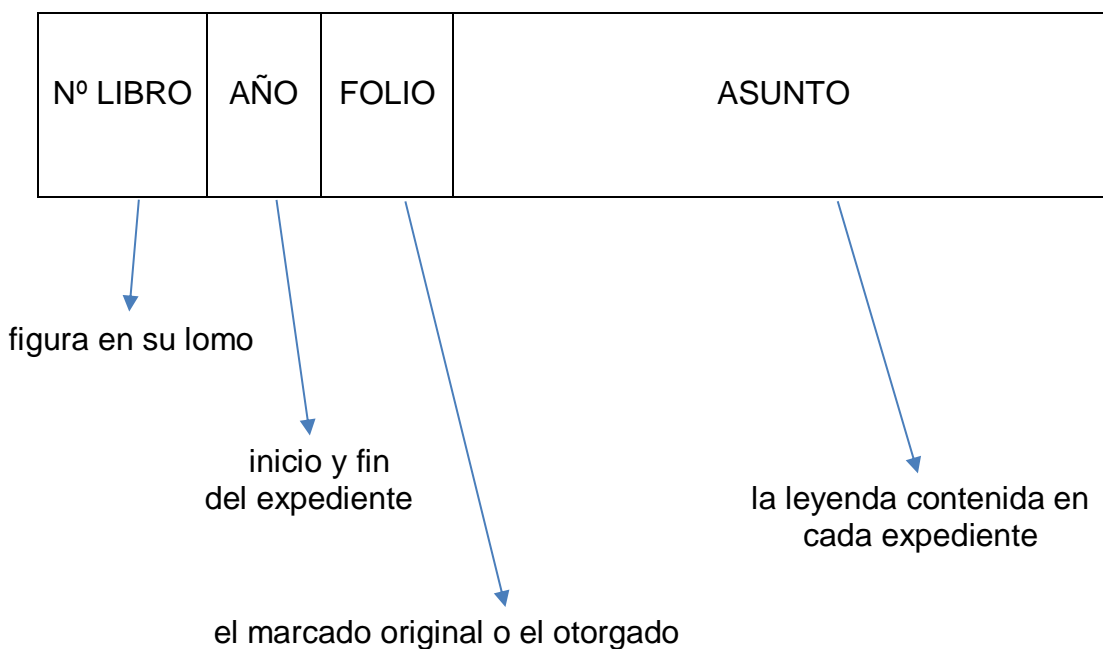 Nº LIBRO AÑO FOLIO ASUNTO
figura en su lomo
inicio y fin
del expediente
la leyenda contenida en
cada expediente
el marcado original o el otorgado